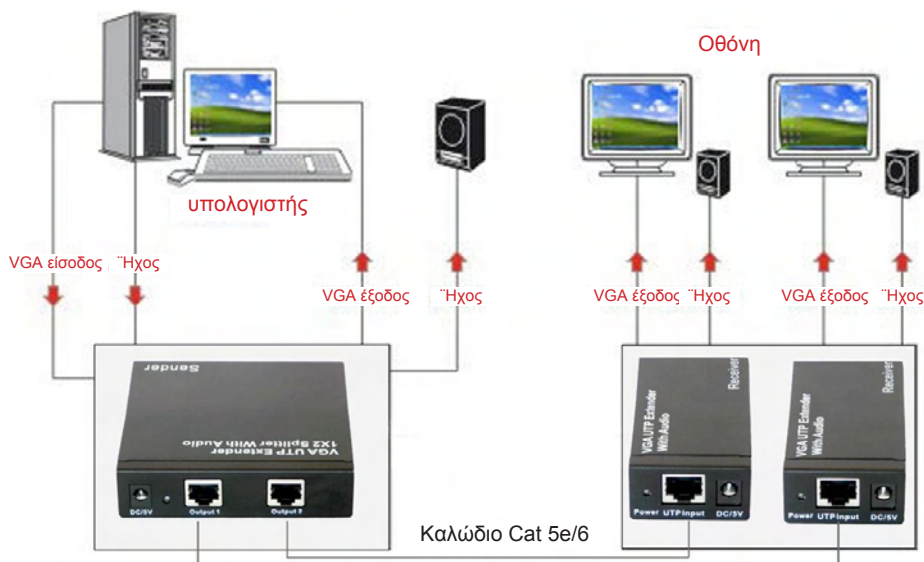 Οθόνη
υπολογιστής
VGA είσοδος
¨Ηχος
VGA έξοδος
¨Ηχος
VGA έξοδος
¨Ηχος
VGA έξοδος
¨Ηχος
Sender
VGA UTP Extender
1X2 Splitter With Audio
DC/5V
Output 1
Output 2
VGA UTP Extender
With Audio
Receiver
Power
UTP Input
DC/5V
VGA UTP Extender
With Audio
Receiver
Power
UTP Input
DC/5V
Καλώδιο Cat 5e/6